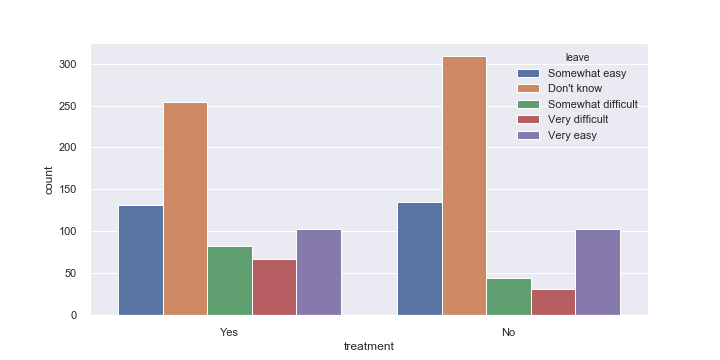 300
250
200
150
100
50
0
count
leave
Somewhat easy
Don't know
Somewhat difficult
Very difficult
Very easy
Yes
No
treatment